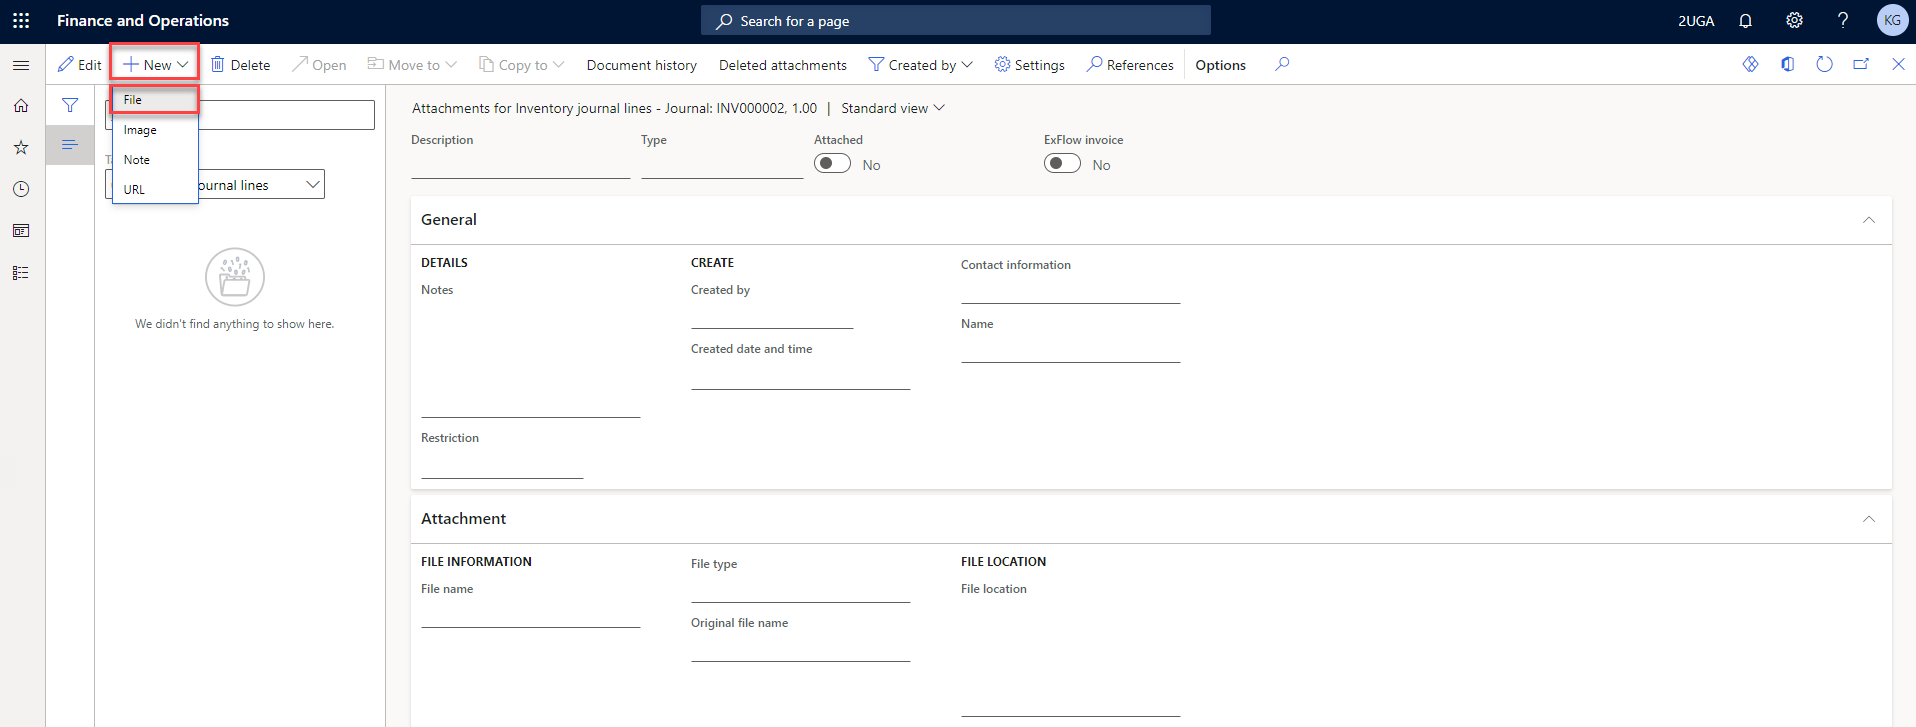 Finance and Operations
Search for a page
2UGA
?
KG
Edit
New
Delete
Open
Move to
Copy to
Document history
Deleted attachments
Created by
Settings
References
Options
File
Image
Note
URL
ournal lines
We didn't find anything to show here.
Attachments for Inventory journal lines - Journal: INV000002, 1.00 | Standard view
Description
Type
Attached
No
ExFlow invoice
No
General
DETAILS
Notes
Restriction
CREATE
Created by
Created date and time
Contact information
Name
Attachment
FILE INFORMATION
File name
File type
Original file name
FILE LOCATION
File location